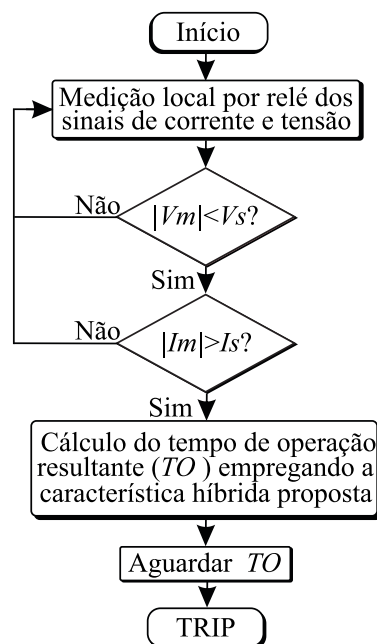 Início
Medição local por relé dos
sinais de corrente e tensão
Não
|Vm|<Vs?
Sim
Não
|Im|>Is?
Sim
Cálculo do tempo de operação
resultante (TO ) empregando a
característica híbrida proposta
Aguardar TO
TRIP